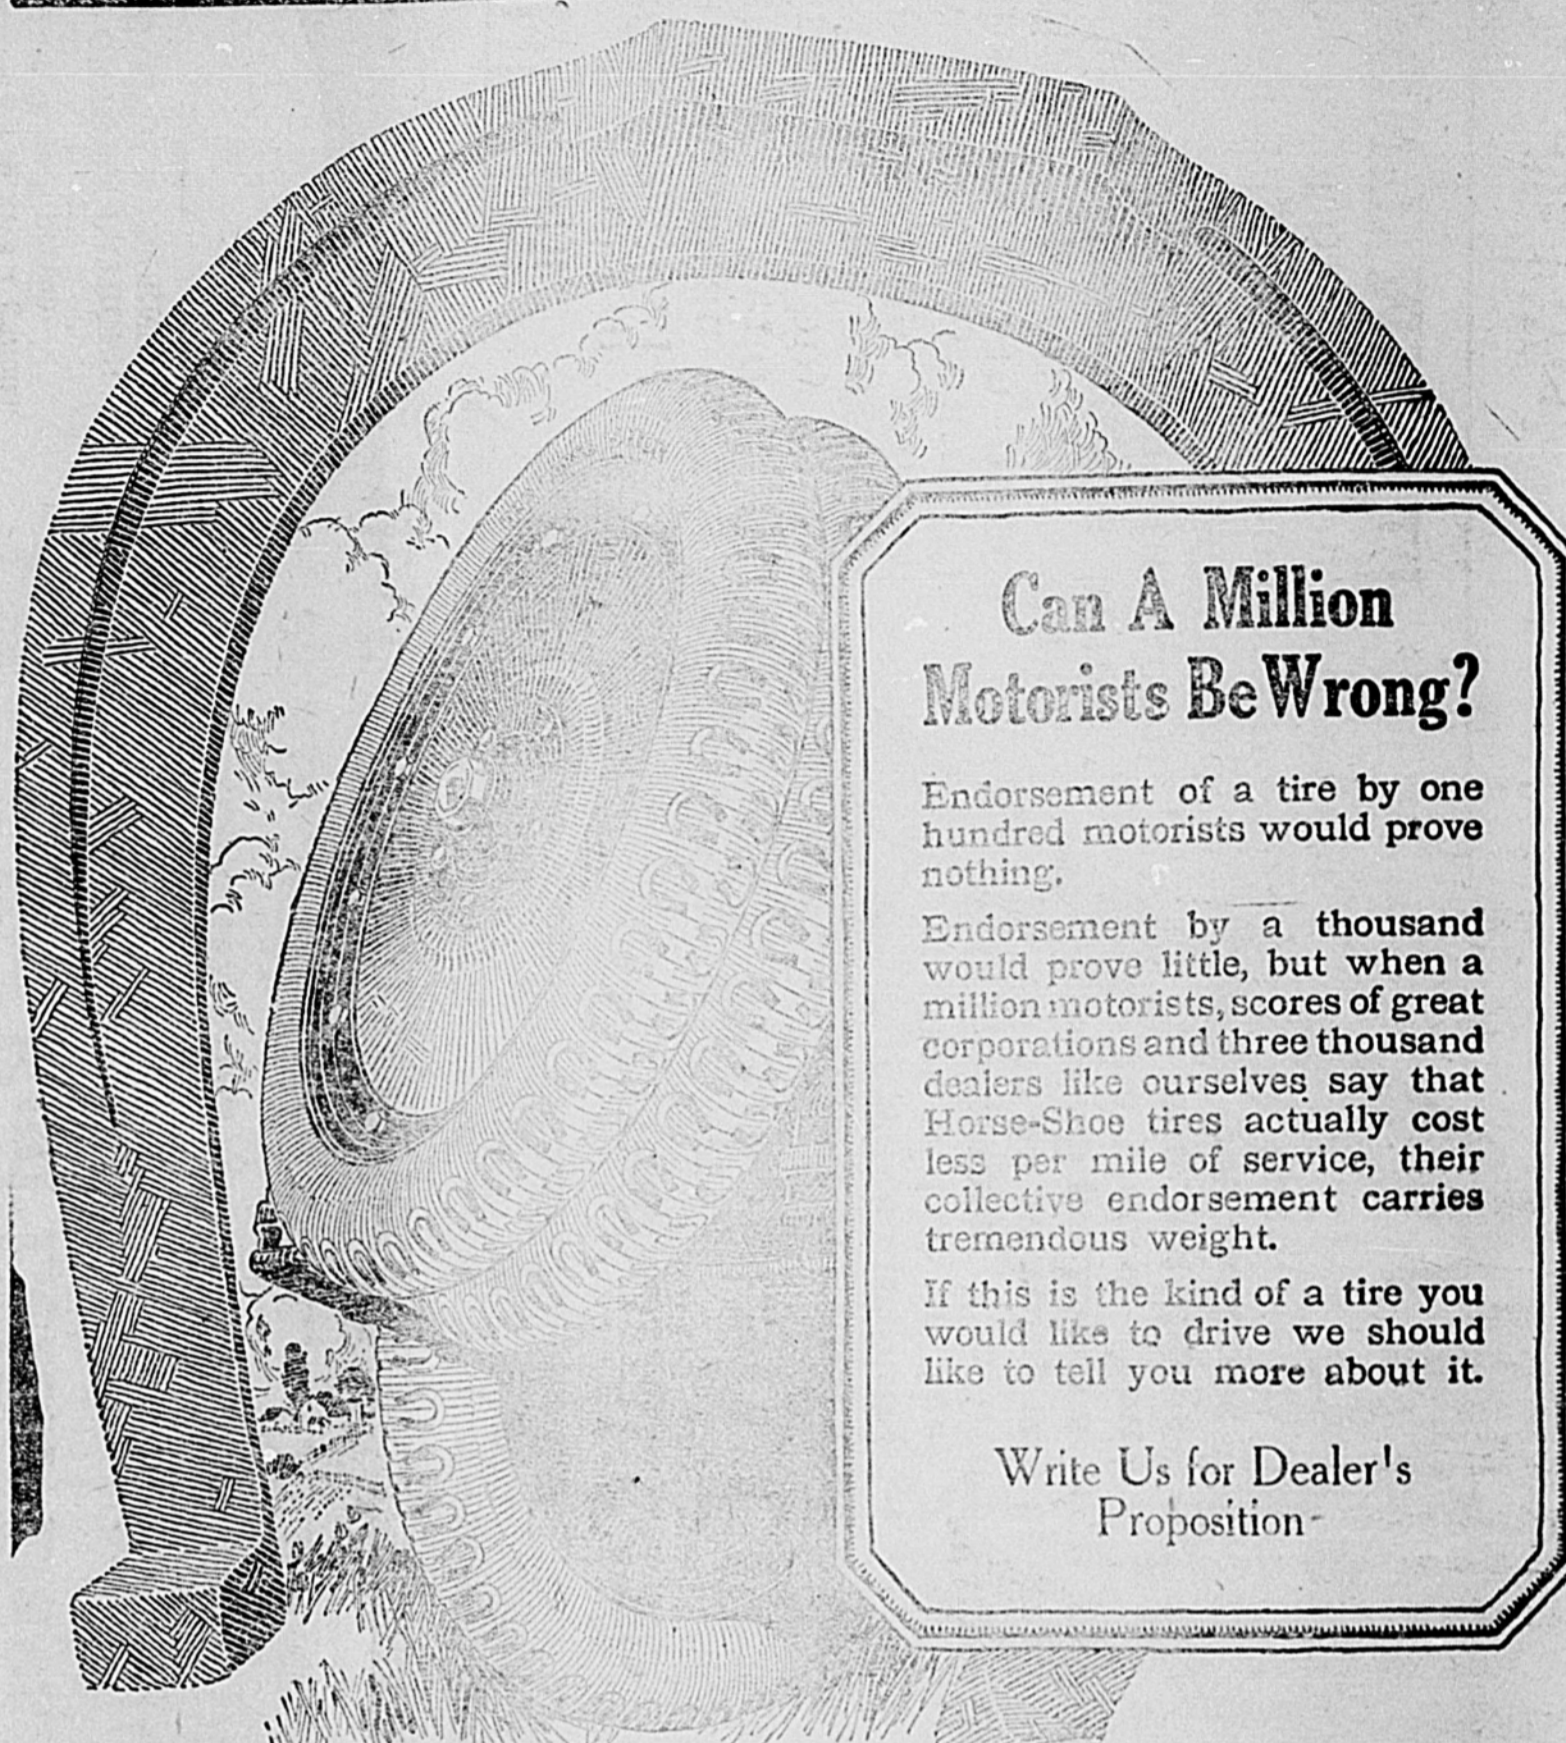 Can A Million
Motorists Be Wrong?
Endorsement of a tire by one
hundred motorists would prove
nothing.
Endorsement by a thousand
would prove little, but when a
million motorists, scores of great
corporations and three thousand
dealers like ourselves say that
Horse-Shoe tires actually cost
less per mile of service, their
collective endorsement carries
tremendous weight.
If this is the kind of a tire you
would like to drive we should
like to tell you more about it.
Write Us for Dealer's
Proposition-